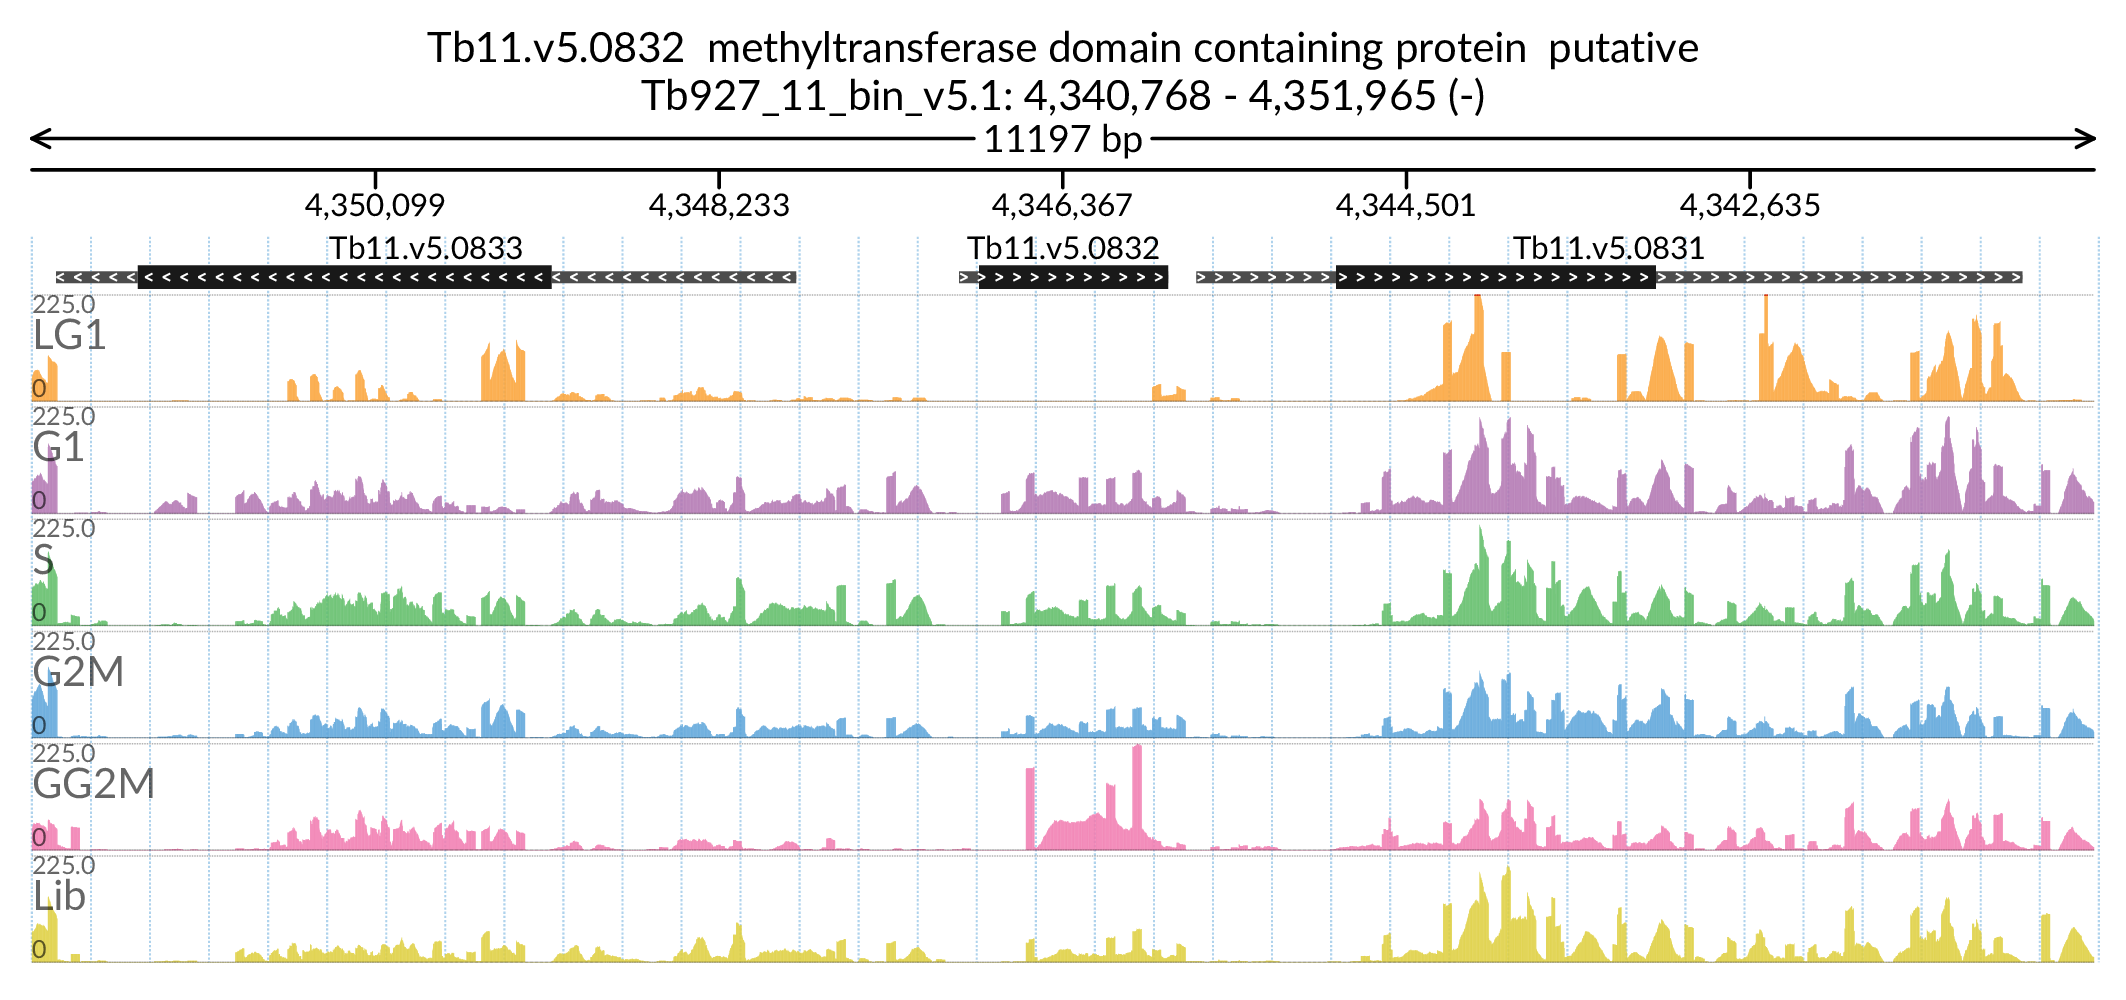 Tb11.v5.0832  methyltransferase domain containing protein  putative
Tb927_11_bin_v5.1: 4,340,768 - 4,351,965 (-)
11197 bp
4,350,099 4,348,233 4,346,367 4,344,501 4,342,635
Tb11.v5.0833 Tb11.v5.0832 Tb11.v5.0831
225.0
LG1
0
225.0
G1
0
225.0
S
0
225.0
G2M
0
225.0
GG2M
0
225.0
Lib
0